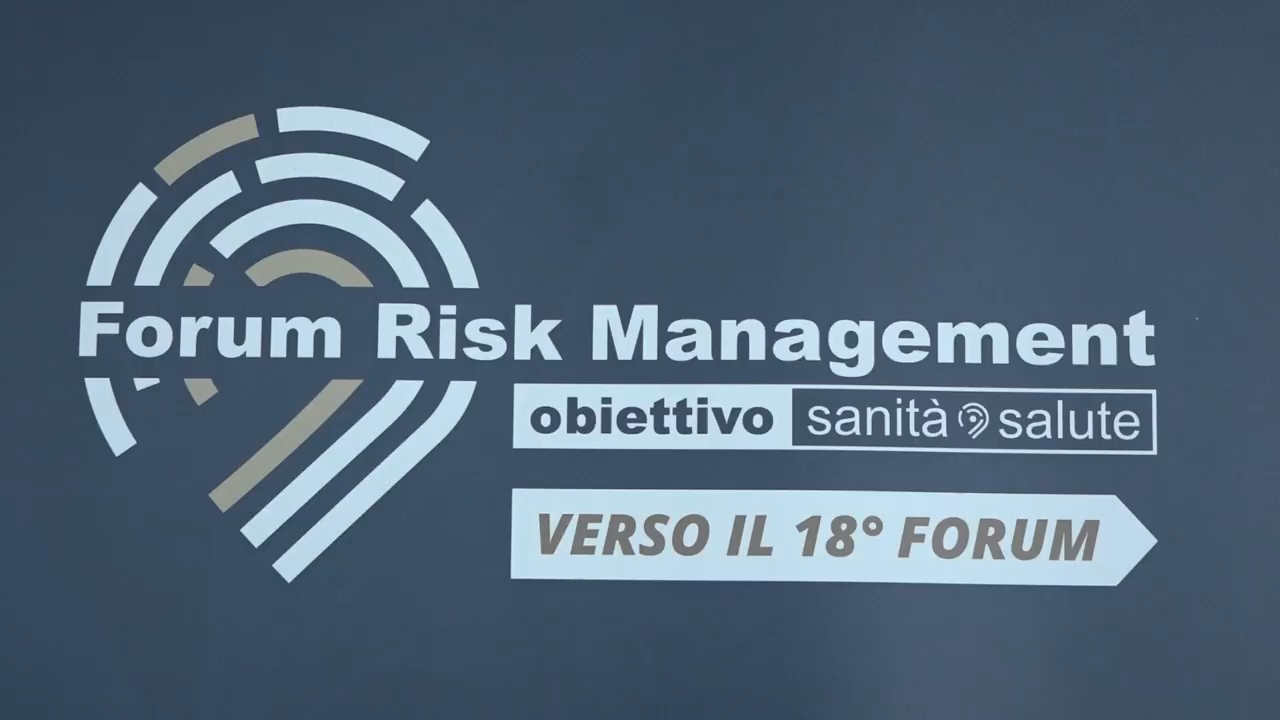 Forum Risk Management
obiettivo sanità salute
VERSO IL 18° FORUM